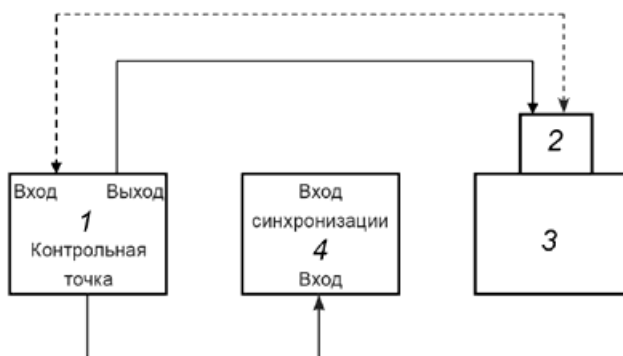 Вход Выход
1
Контрольная
точка
Вход
синхронизации
4
Вход
2
3